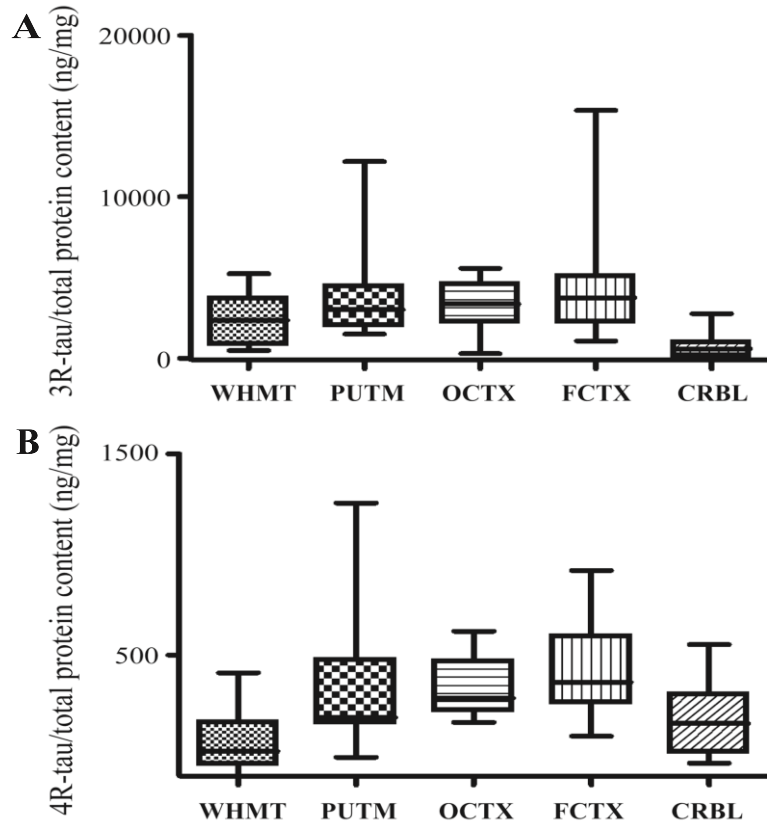 A
3R-tau/total protein content (ng/mg)
20000
10000
0
WHMT PUTM OCTX FCTX CRBL
B
4R-tau/total protein content (ng/mg)
1500
500
WHMT PUTM OCTX FCTX CRBL